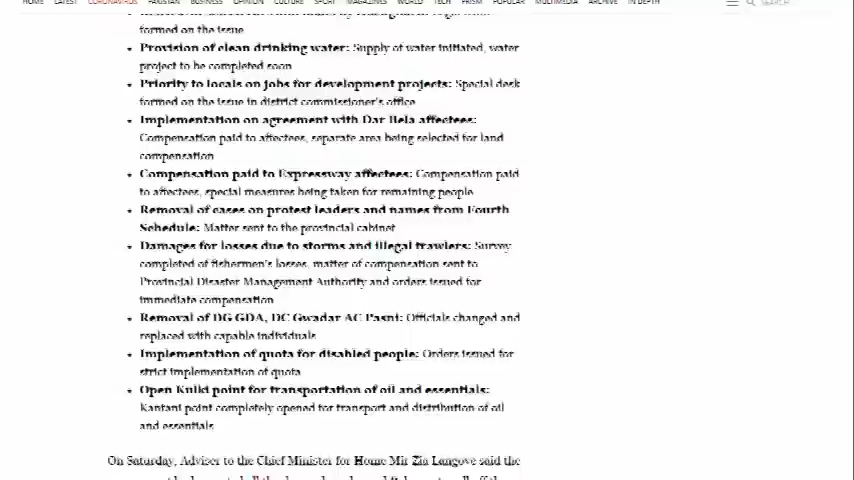 HOME LATEST CORONAVIRUS PAKISTAN BUSINESS OPINION CULTURE SPORT MAGAZINES WORLD TECH PRISM POPULAR MULTIMEDIA ARCHIVE IN DEPTH SEARCH
formed on the issue
• Provision of clean drinking water: Supply of water initiated, water
project to be completed soon
• Priority to locals on jobs for development projects: Special desk
formed on the issue in district commissioner's office
• Implementation on agreement with Dar Bela affectees:
Compensation paid to affectees, separate area being selected for land
compensation
• Compensation paid to Expressway affectees: Compensation paid
to affectees, special measures being taken for remaining people
• Removal of cases on protest leaders and names from Fourth
Schedule: Matter sent to the provincial cabinet
• Damages for losses due to storms and illegal trawlers: Survey
completed of fishermen's losses, matter of compensation sent to
Provincial Disaster Management Authority and orders issued for
immediate compensation
• Removal of DG GDA, DC Gwadar AC Pasni: Officials changed and
replaced with capable individuals
• Implementation of quota for disabled people: Orders issued for
strict implementation of quota
• Open Kulki point for transportation of oil and essentials:
Kantani point completely opened for transport and distribution of oil
and essentials
On Saturday, Adviser to the Chief Minister for Home Mir Zia Langove said the